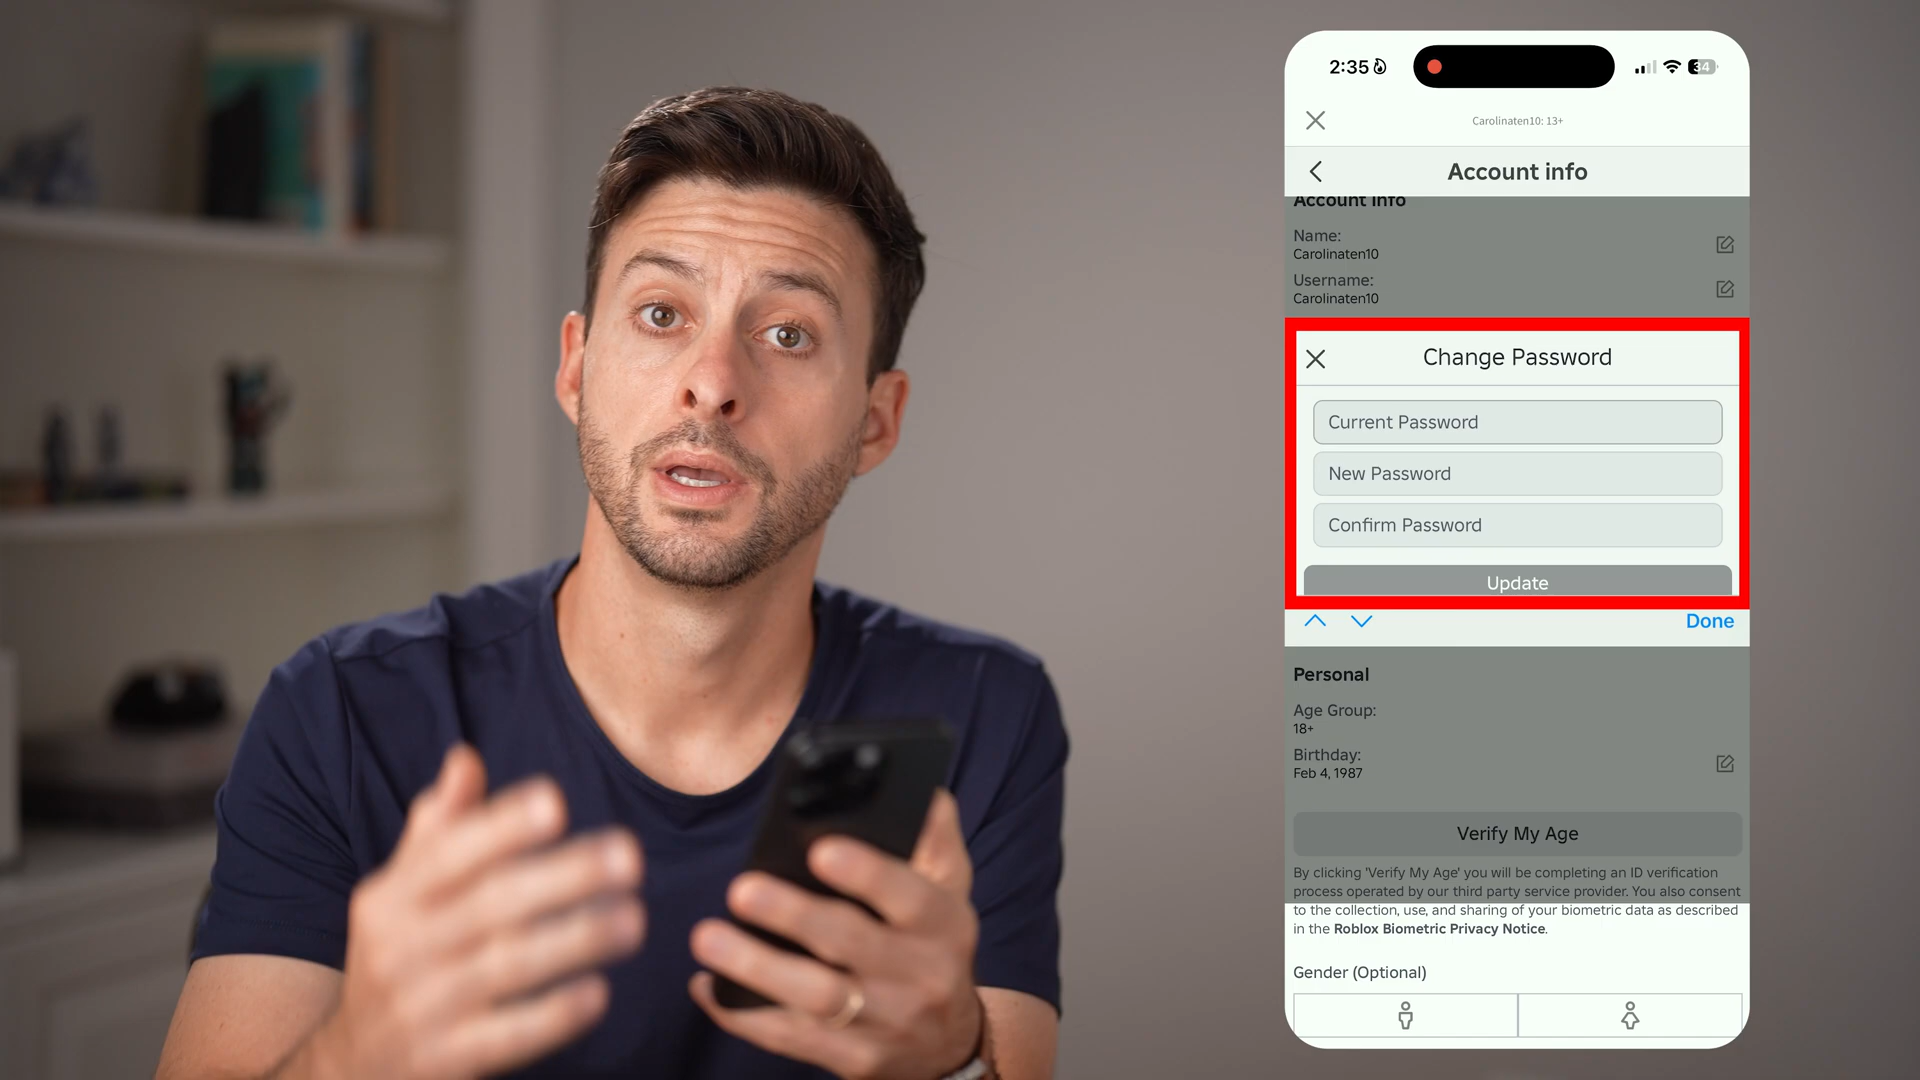 2:35
34
Carolinaten10: 13+
Account info
Account Info
Name:
Carolinaten10
Username:
Carolinaten10
Change Password
Current Password
New Password
Confirm Password
Update
Done
Personal
Age Group:
18+
Birthday:
Feb 4, 1987
Verify My Age
By clicking 'Verify My Age' you will be completing an ID verification
process operated by our third party service provider. You also consent
to the collection, use, and sharing of your biometric data as described
in the Roblox Biometric Privacy Notice.
Gender (Optional)